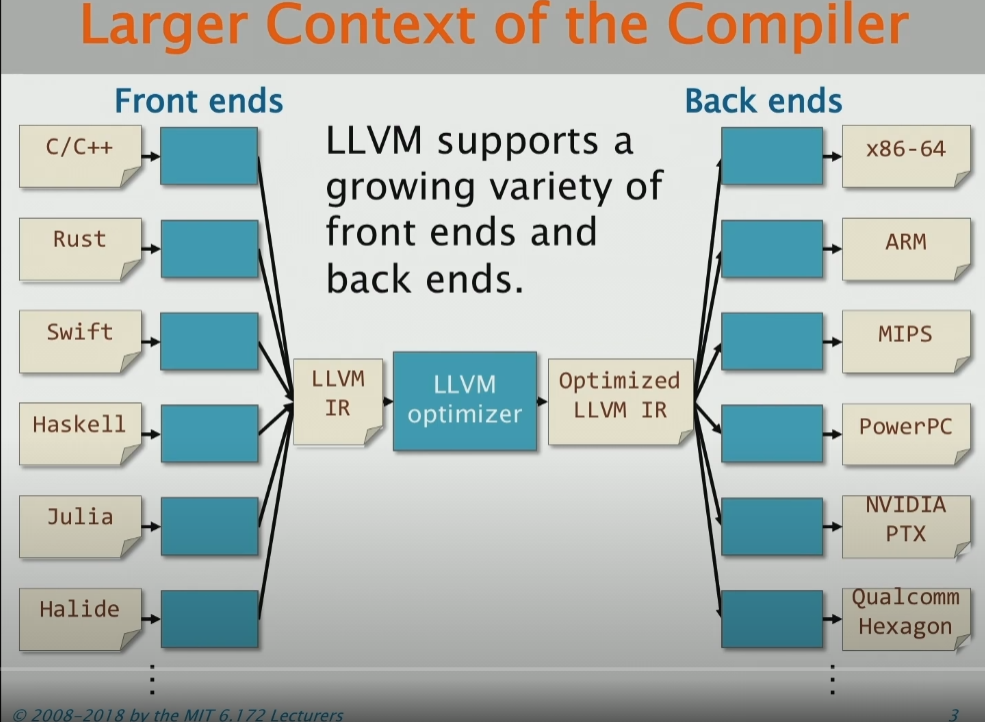 Larger Context of the Compiler
Front ends
Back ends
C/C++
Rust
Swift
Haskell
Julia
Halide
LLVM supports a
growing variety of
front ends and
back ends.
LLVM
IR
LLVM
optimizer
Optimized
LLVM IR
x86-64
ARM
MIPS
PowerPC
NVIDIA
PTX
Qualcomm
Hexagon
© 2008–2018 by the MIT 6.172 Lecturers
3